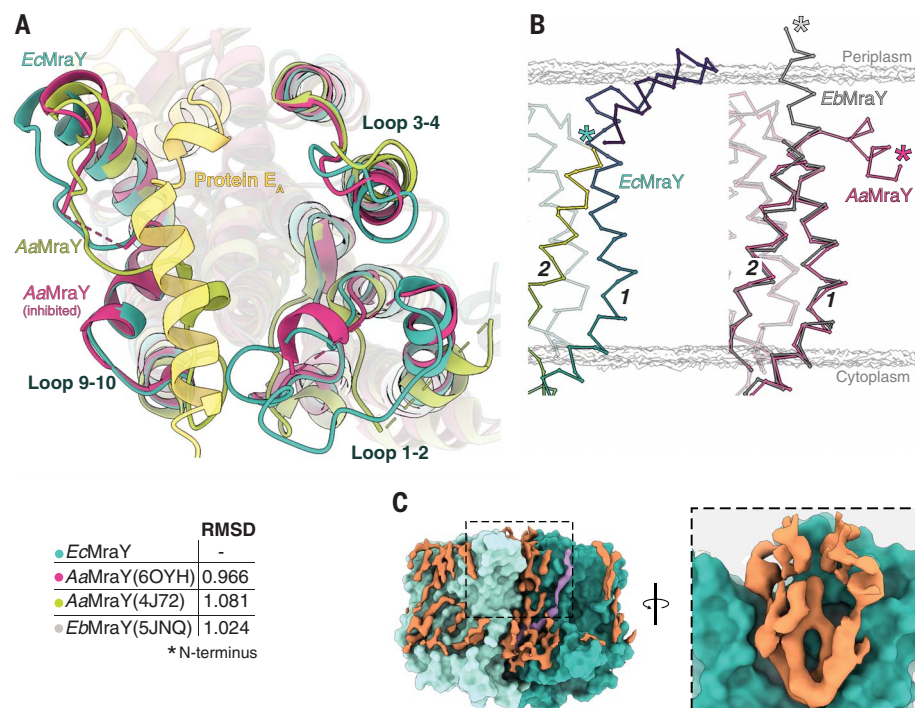 A
EcMraY
Loop 3-4
Protein E_A
AaMraY
AaMraY
(inhibited)
Loop 9-10
Loop 1-2
B
*
Periplasm
EbMraY
*
*
EcMraY
AaMraY
2
1
2
1
Cytoplasm
RMSD
EcMraY -
AaMraY(6OYH) 0.966
AaMraY(4J72) 1.081
EbMraY(5JNQ) 1.024
* N-terminus
C